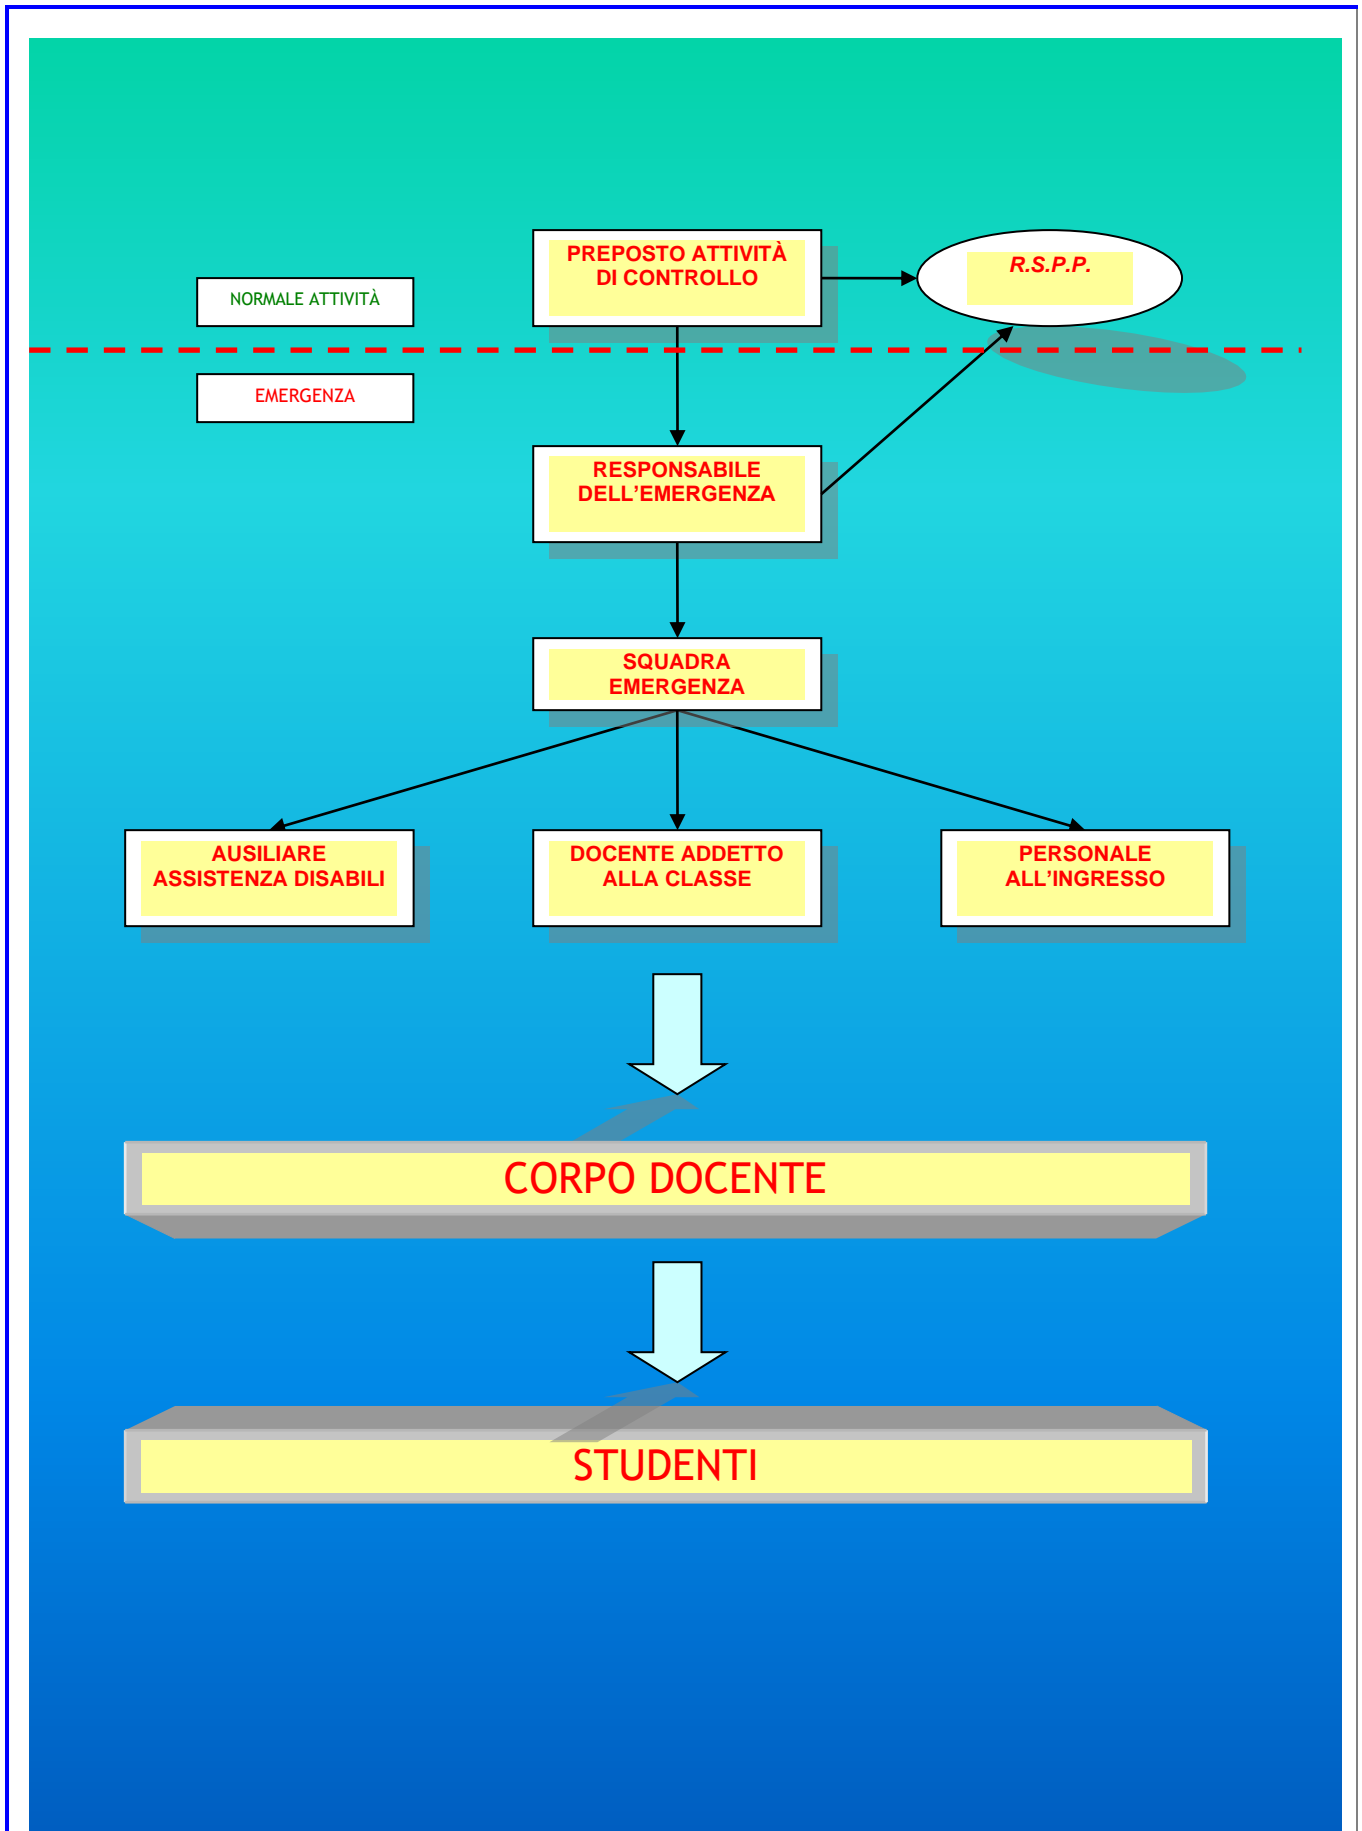 PREPOSTO ATTIVITÀ
DI CONTROLLO
R.S.P.P.
NORMALE ATTIVITÀ
EMERGENZA
RESPONSABILE
DELL’EMERGENZA
SQUADRA
EMERGENZA
AUSILIARE
ASSISTENZA DISABILI
DOCENTE ADDETTO
ALLA CLASSE
PERSONALE
ALL’INGRESSO
CORPO DOCENTE
STUDENTI